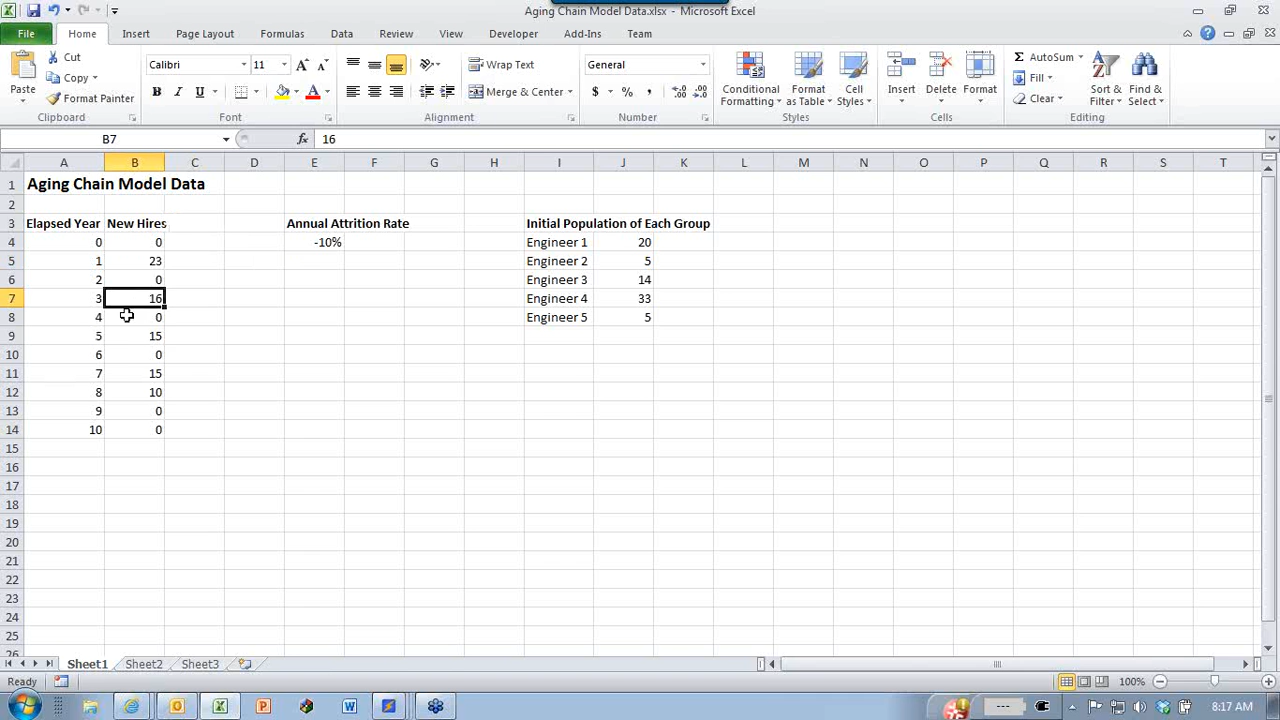 Aging Chain Model Data.xlsx - Microsoft Excel
File Home Insert Page Layout Formulas Data Review View Developer Add-Ins Team
Paste
Cut
Copy
Format Painter
Clipboard
Calibri 11
B I U A
Font
Wrap Text
Merge & Center
Alignment
General
$ % ,
Number
Conditional Formatting
Format as Table
Cell Styles
Styles
Insert
Delete
Format
Cells
Σ AutoSum
Fill
Clear
Sort & Filter
Find & Select
Editing
B7 fx 16
A B C D E F G H I J K L M N O P Q R S T
1 Aging Chain Model Data
2
3 Elapsed Year New Hires Annual Attrition Rate Initial Population of Each Group
4 0 0 -10% Engineer 1 20
5 1 23 Engineer 2 5
6 2 0 Engineer 3 14
7 3 16 Engineer 4 33
8 4 0 Engineer 5 5
9 5 15
10 6 0
11 7 15
12 8 10
13 9 0
14 10 0
15
16
17
18
19
20
21
22
23
24
25
26
Sheet1 Sheet2 Sheet3
Ready 100%
8:17 AM